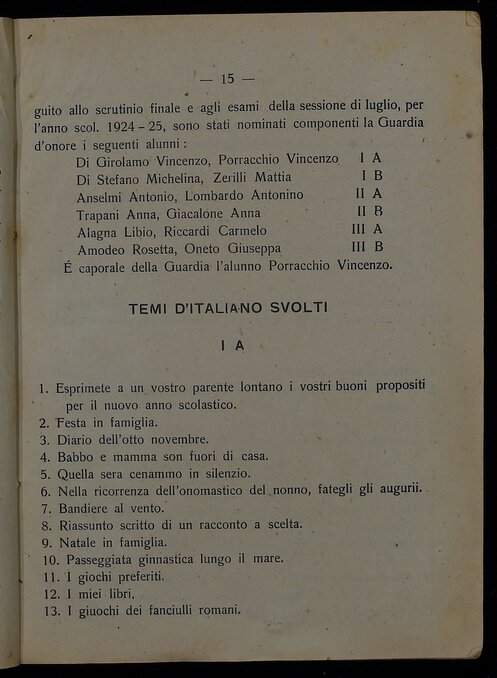 — 15 —
guito allo scrutinio finale e agli esami della sessione di luglio, per
l'anno scol. 1924 - 25, sono stati nominati componenti la Guardia
d'onore i seguenti alunni :
Di Girolamo Vincenzo, Porracchio Vincenzo I A
Di Stefano Michelina, Zerilli Mattia I B
Anselmi Antonio, Lombardo Antonino II A
Trapani Anna, Giacalone Anna II B
Alagna Libio, Riccardi Carmelo III A
Amodeo Rosetta, Oneto Giuseppa III B
É caporale della Guardia l'alunno Porracchio Vincenzo.
TEMI D'ITALIANO SVOLTI
I A
1. Esprimete a un vostro parente lontano i vostri buoni propositi
per il nuovo anno scolastico.
2. Festa in famiglia.
3. Diario dell'otto novembre.
4. Babbo e mamma son fuori di casa.
5. Quella sera cenammo in silenzio.
6. Nella ricorrenza dell'onomastico del nonno, fategli gli augurii.
7. Bandiere al vento.
8. Riassunto scritto di un racconto a scelta.
9. Natale in famiglia.
10. Passeggiata ginnastica lungo il mare.
11. I giochi preferiti.
12. I miei libri.
13. I giuochi dei fanciulli romani.